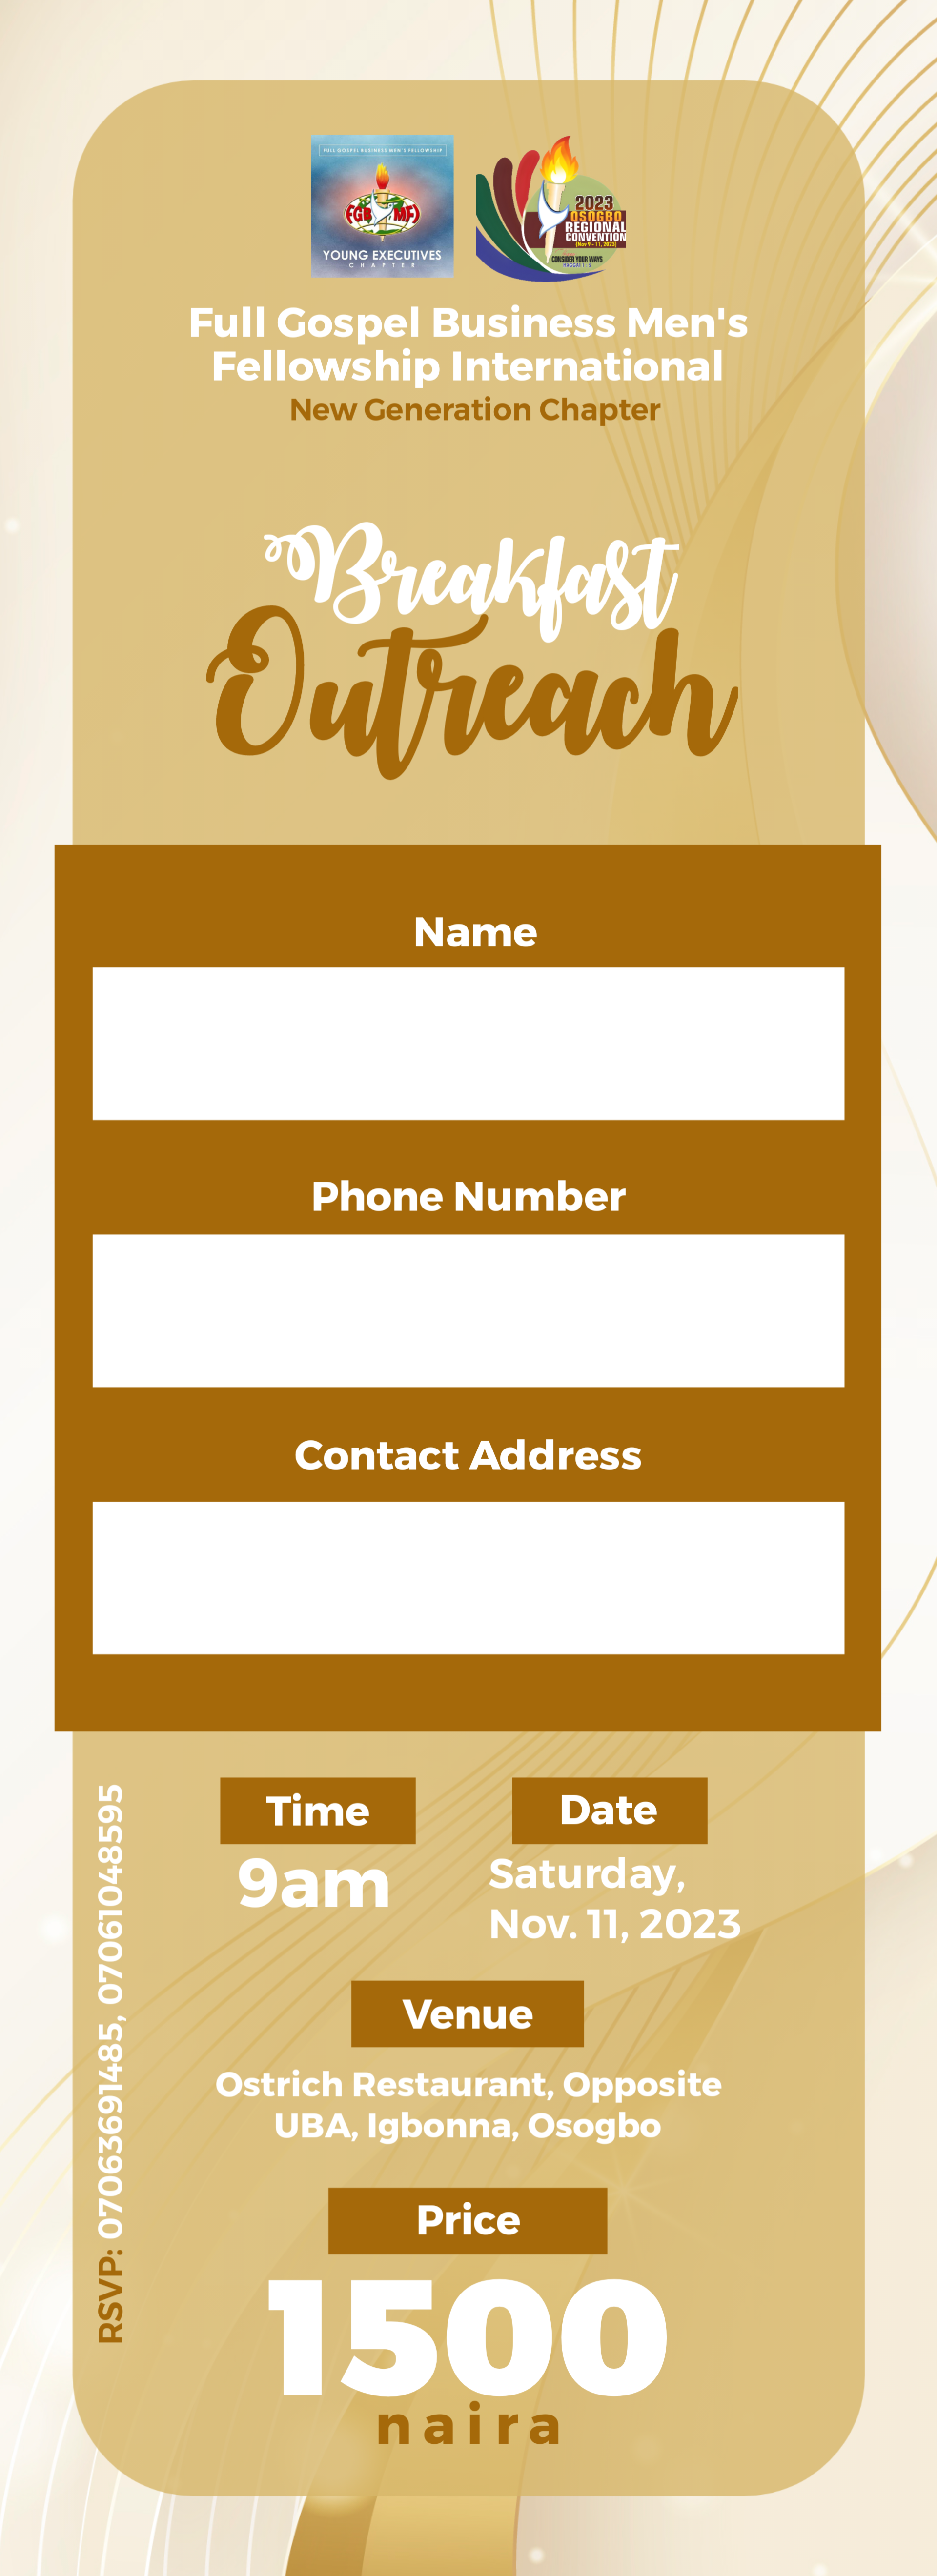 FULL GOSPEL BUSINESS MEN'S FELLOWSHIP
FGB MFI
YOUNG EXECUTIVES
CHAPTER
2023
OSOGBO
REGIONAL
CONVENTION
(Nov 9 - 11, 2023)
CONSIDER YOUR WAYS
Full Gospel Business Men's
Fellowship International
New Generation Chapter
Breakfast
Outreach
Name
Phone Number
Contact Address
Time
9am
Date
Saturday,
Nov. 11, 2023
Venue
Ostrich Restaurant, Opposite
UBA, Igbonna, Osogbo
Price
1500
naira
RSVP: 07063691485, 07061048595